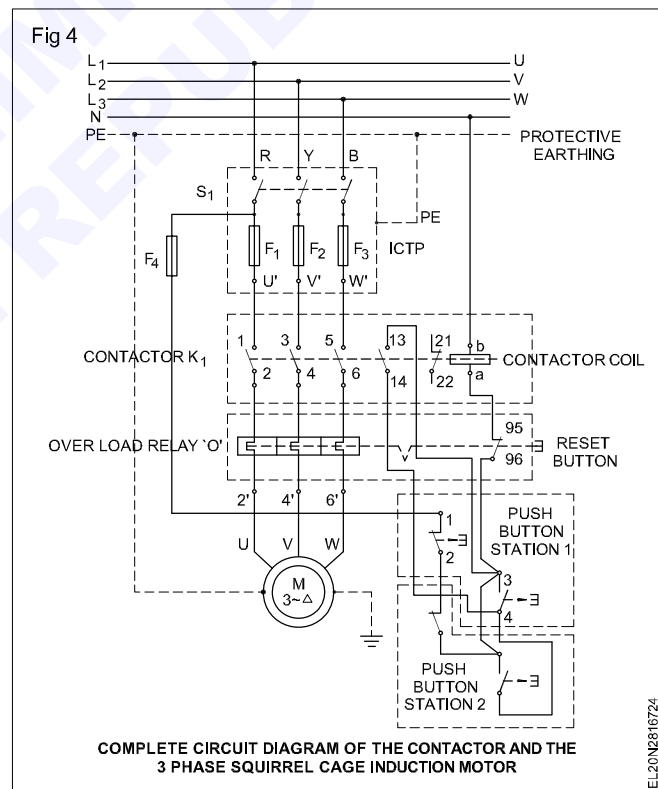 Fig 4
L1 U
L2 V
L3 W
N
PE PROTECTIVE
EARTHING
R Y B
S1
PE
F4 F1 F2 F3 ICTP
U' V' W'
1 3 5 13 21 b
CONTACTOR K1 CONTACTOR COIL
2 4 6 14 22 a
95
OVER LOAD RELAY `O' RESET
96 BUTTON
2' 4' 6'
1 PUSH
U V W BUTTON
2 STATION 1
M
3~△
3
4
PUSH
BUTTON
STATION 2
COMPLETE CIRCUIT DIAGRAM OF THE CONTACTOR AND THE
3 PHASE SQUIRREL CAGE INDUCTION MOTOR
EL20N2816724